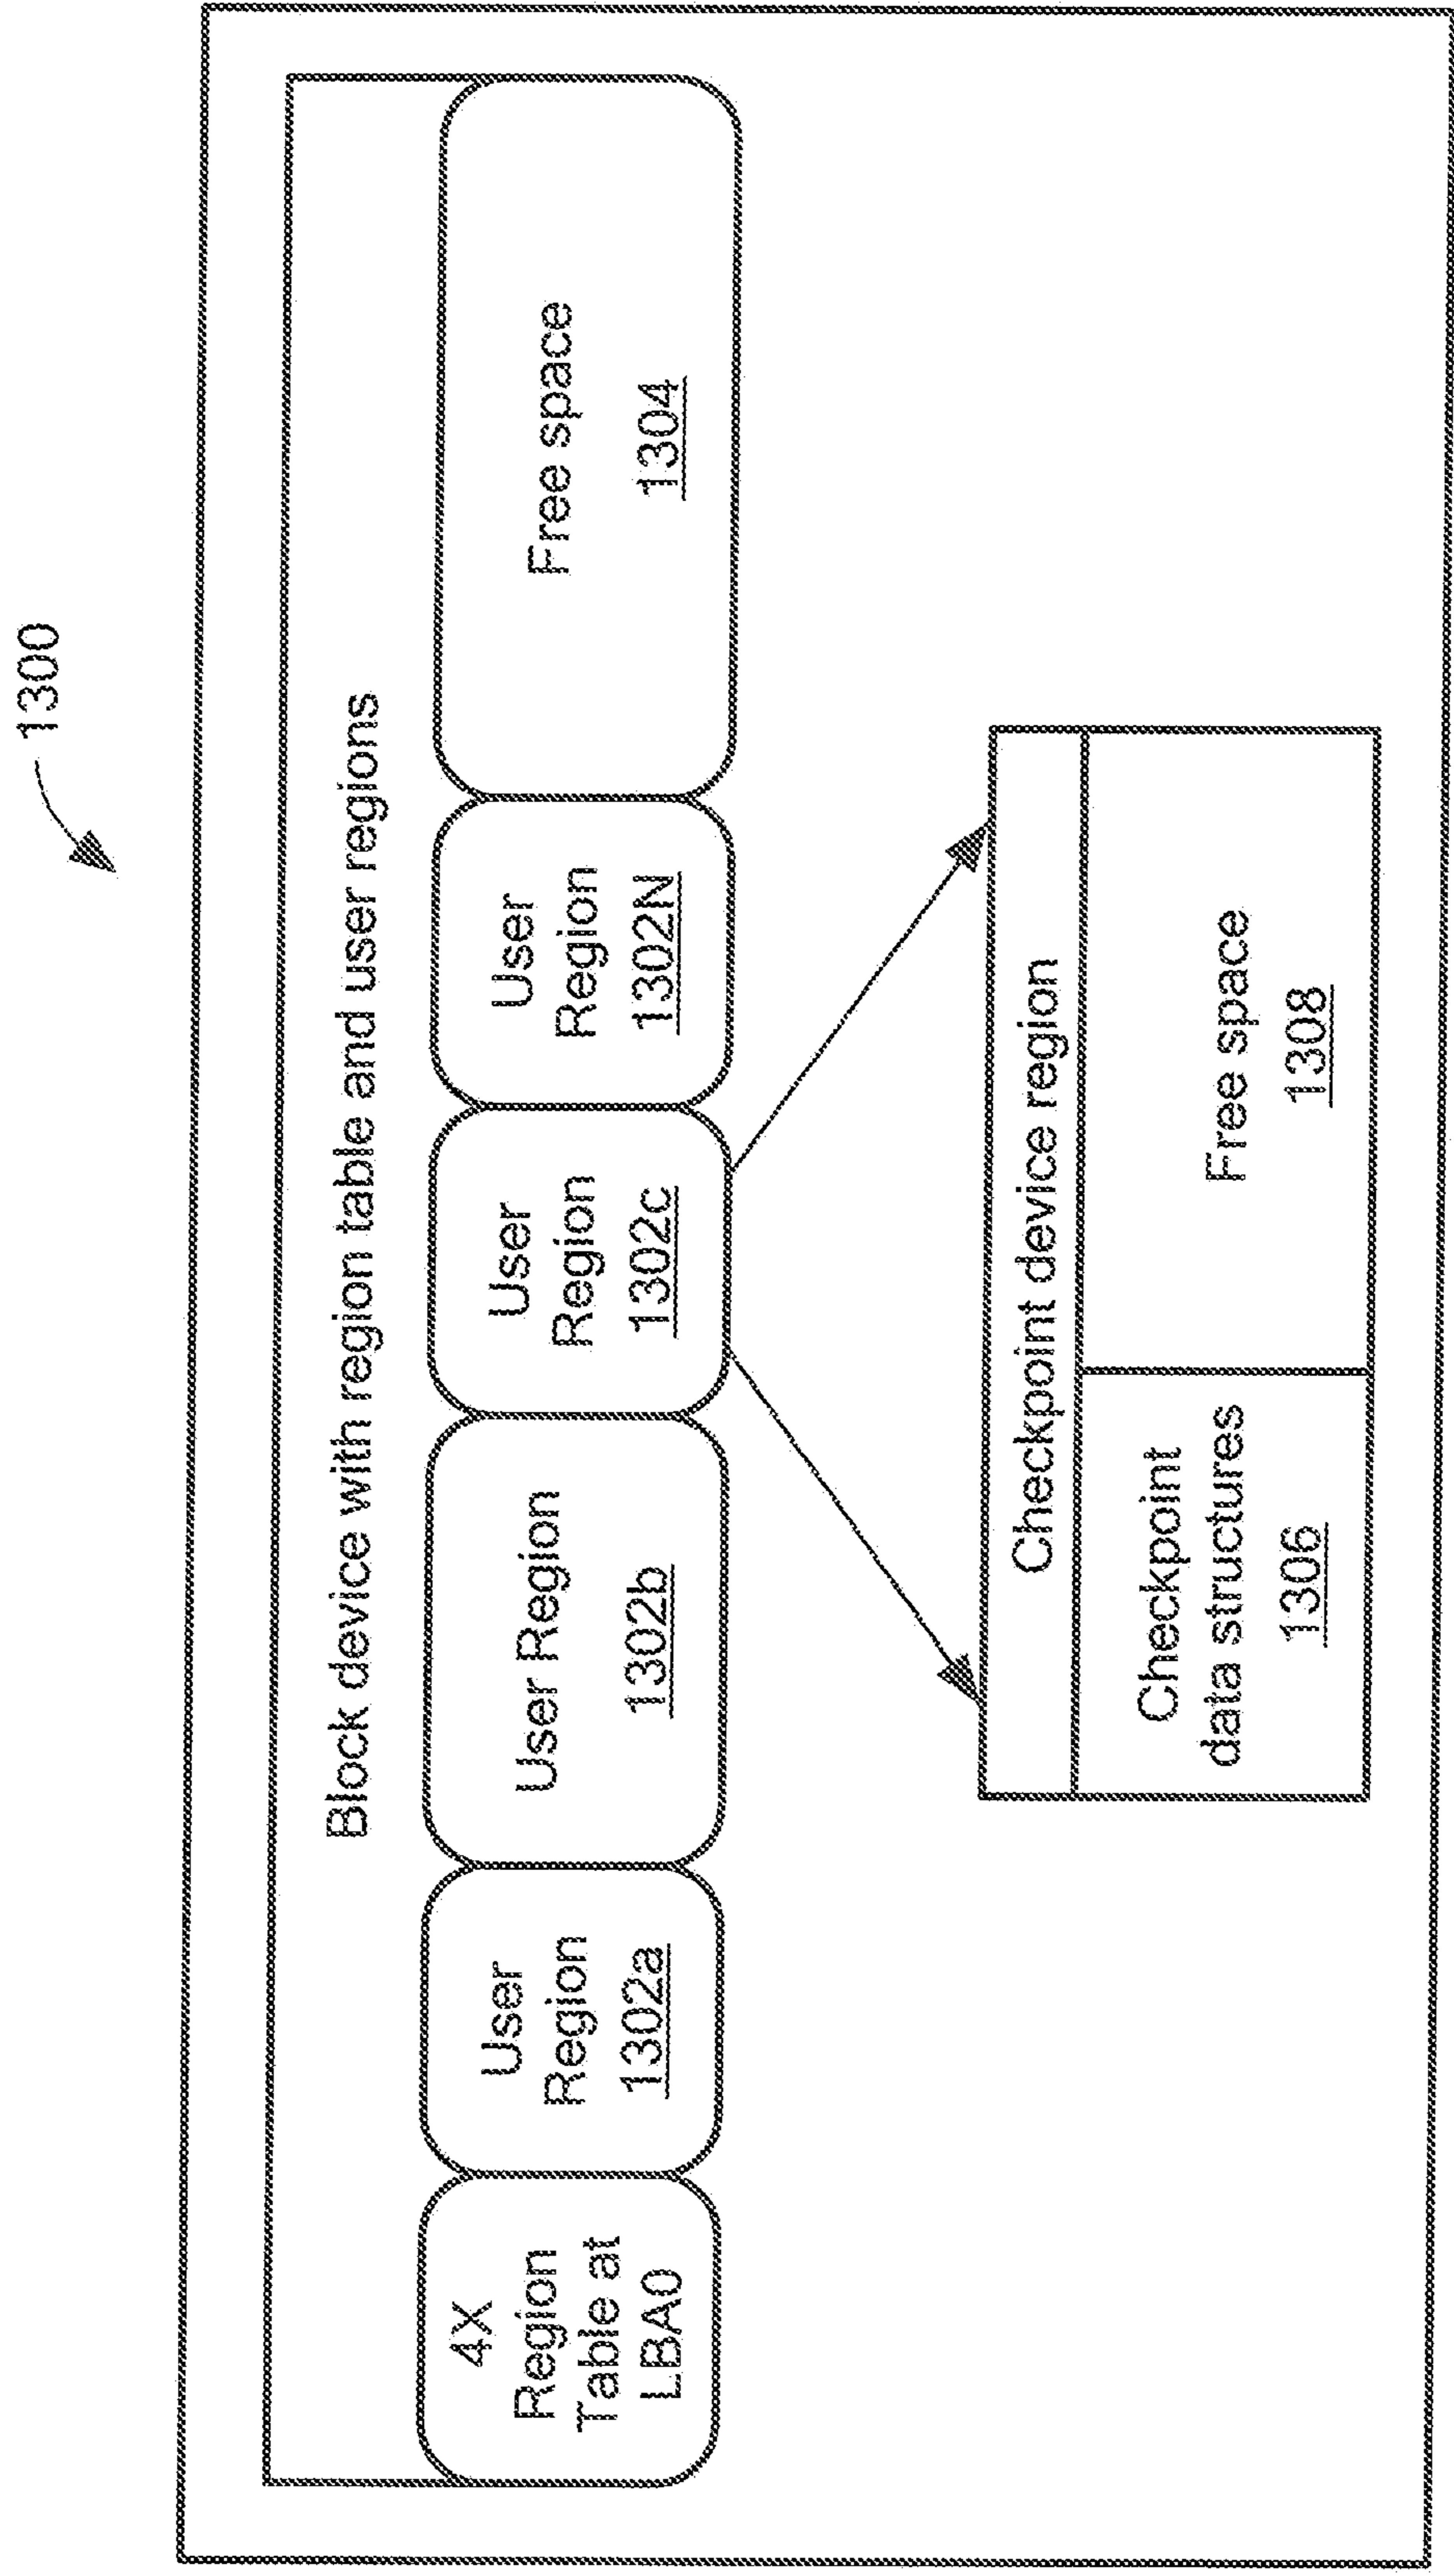 1300
Block device with region table and user regions
4X
Region
Table at
LBA0
User
Region
1302a
User Region
1302b
User
Region
1302c
User
Region
1302N
Free space
1304
Checkpoint device region
Checkpoint
data structures
1306
Free space
1308